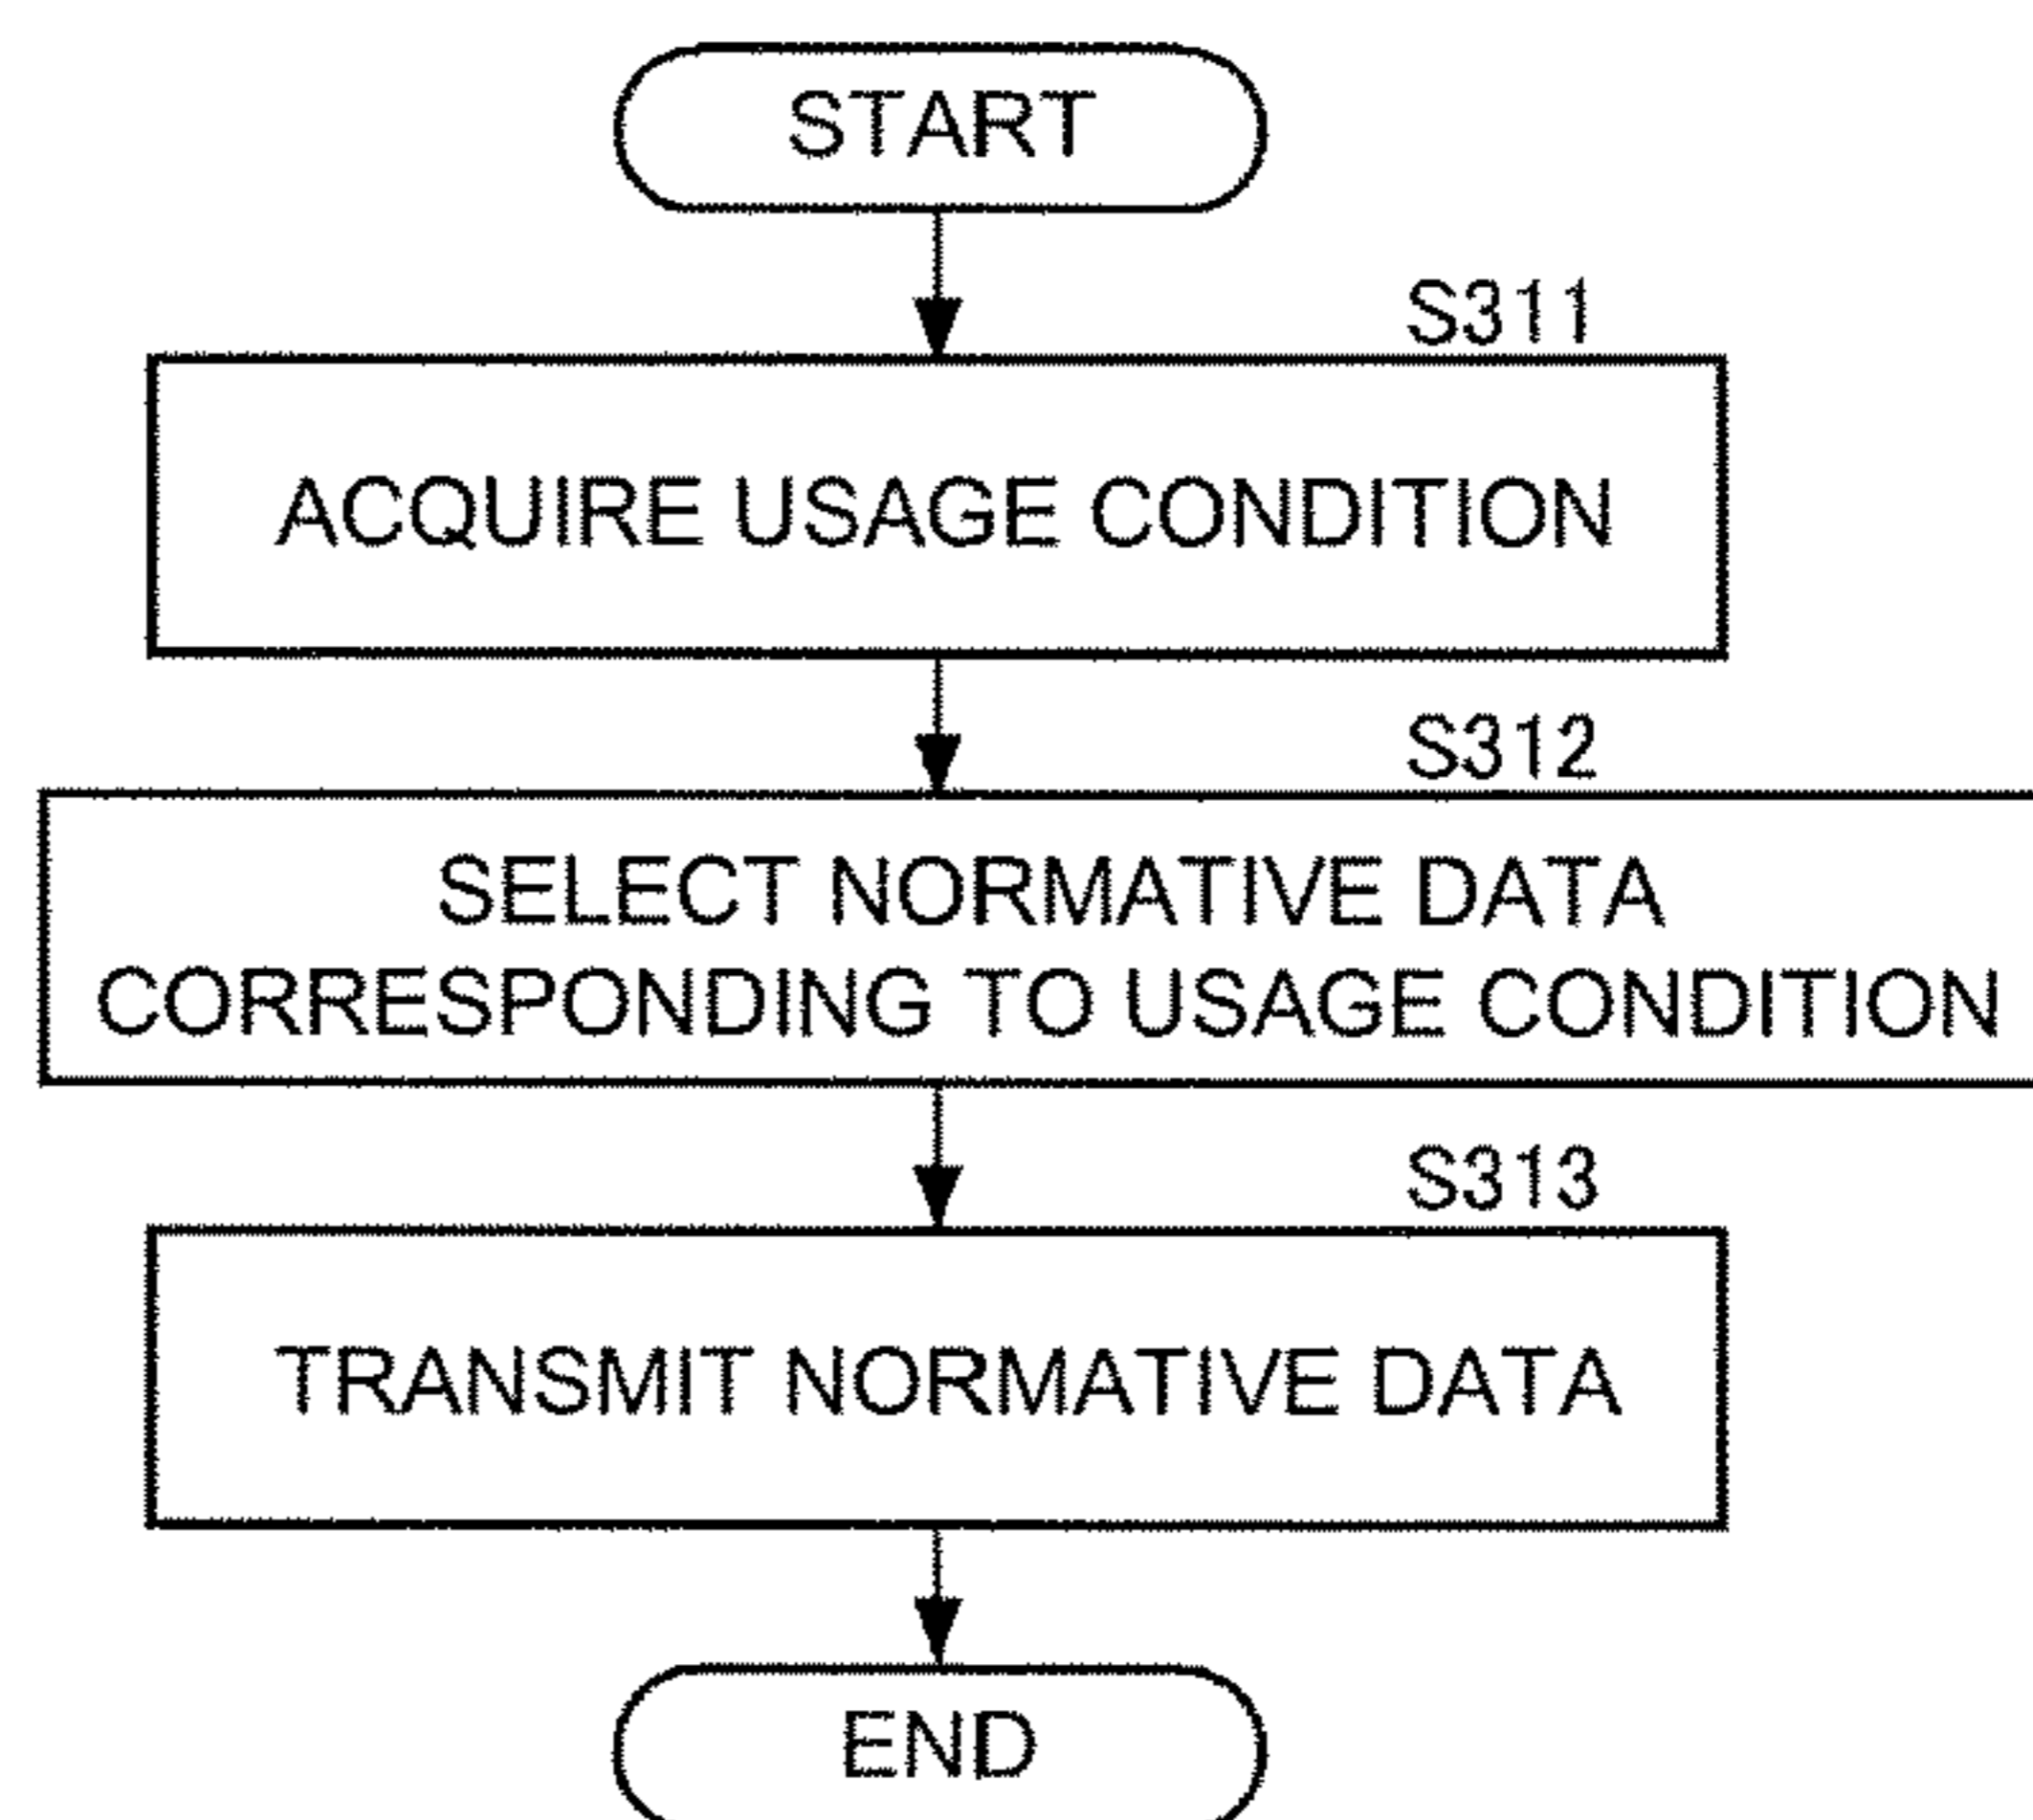 START
S311
ACQUIRE USAGE CONDITION
S312
SELECT NORMATIVE DATA
CORRESPONDING TO USAGE CONDITION
S313
TRANSMIT NORMATIVE DATA
END